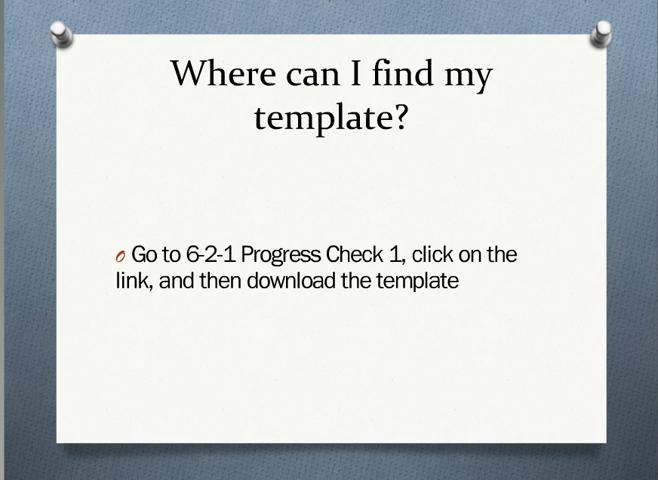 Where can I find my
template?
Go to 6-2-1 Progress Check 1, click on the
link, and then download the template